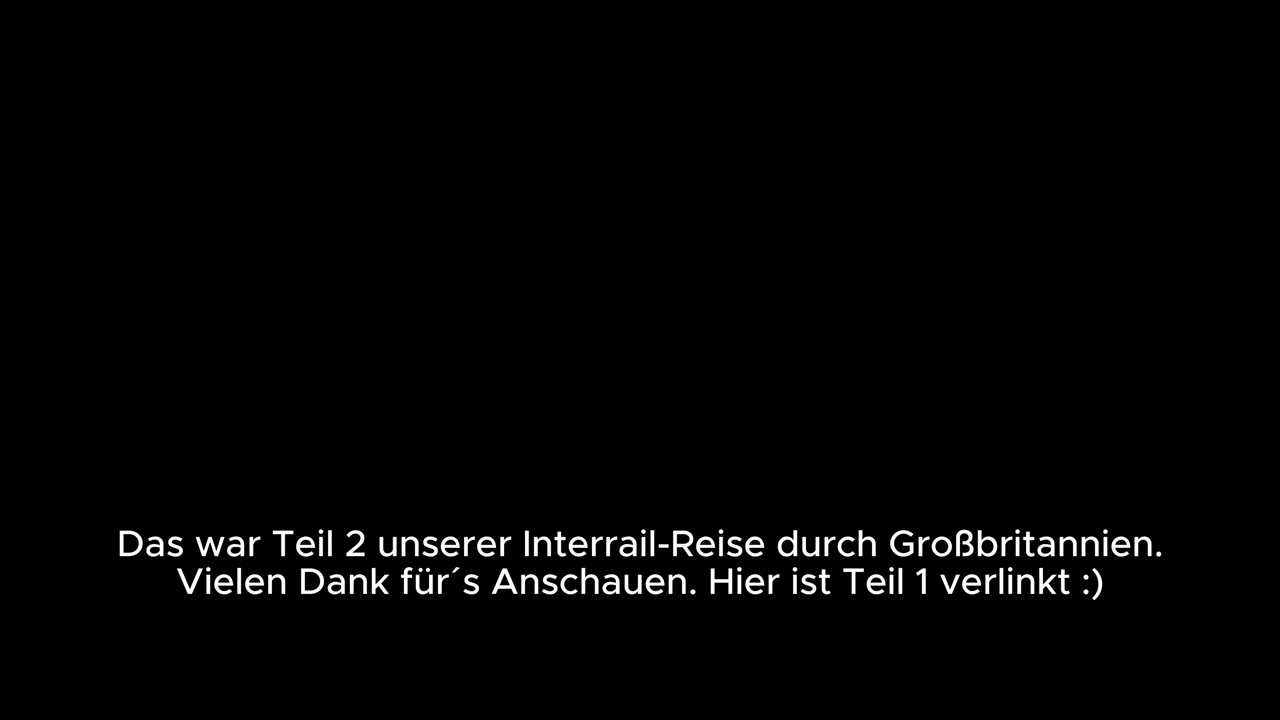 Das war Teil 2 unserer Interrail-Reise durch Großbritannien.
Vielen Dank für´s Anschauen. Hier ist Teil 1 verlinkt :)